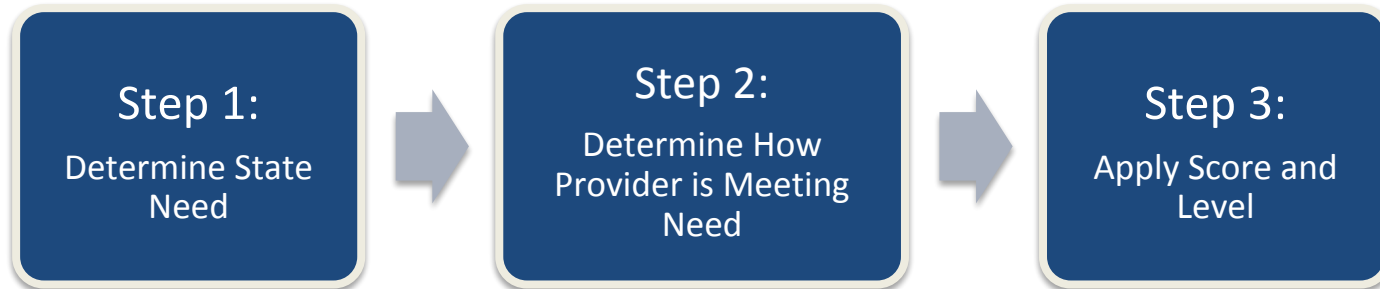 Step 1:
Determine State
Need
Step 2:
Determine How
Provider is Meeting
Need
Step 3:
Apply Score and
Level